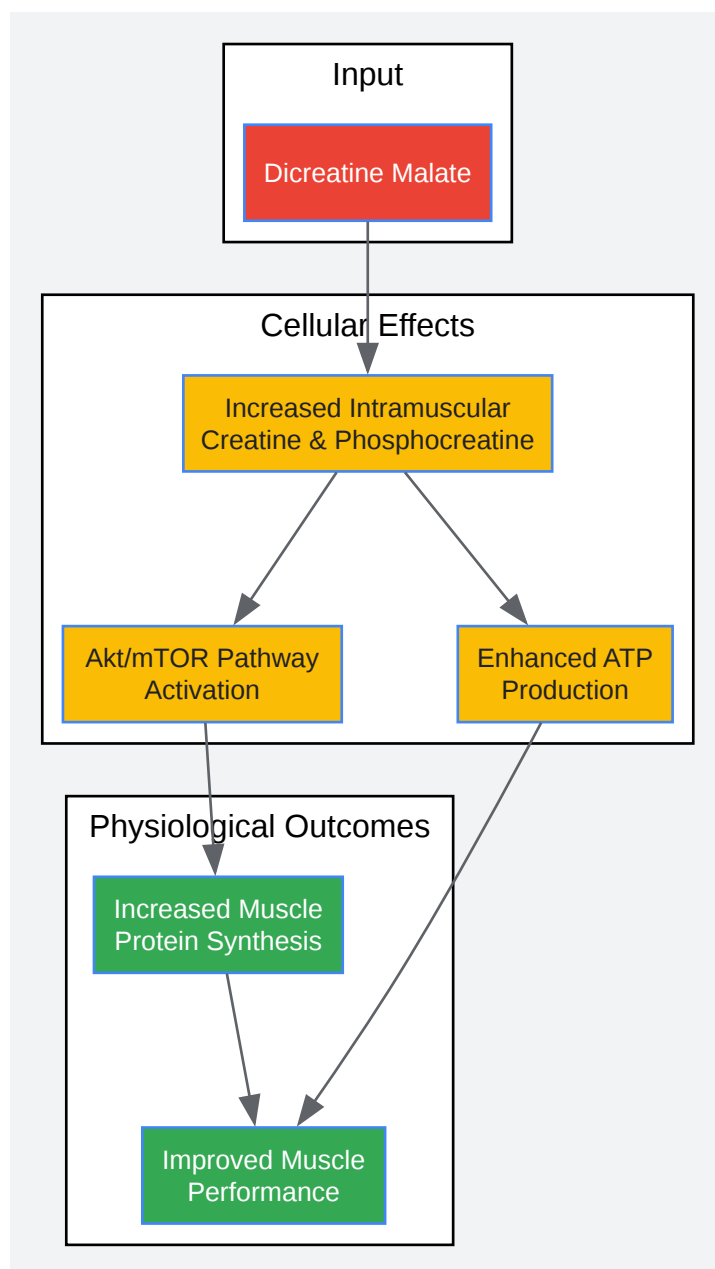 Input
Dicreatine Malate
Cellular Effects
Increased Intramuscular
Creatine & Phosphocreatine
Akt/mTOR Pathway
Activation
Enhanced ATP
Production
Physiological Outcomes
Increased Muscle
Protein Synthesis
Improved Muscle
Performance